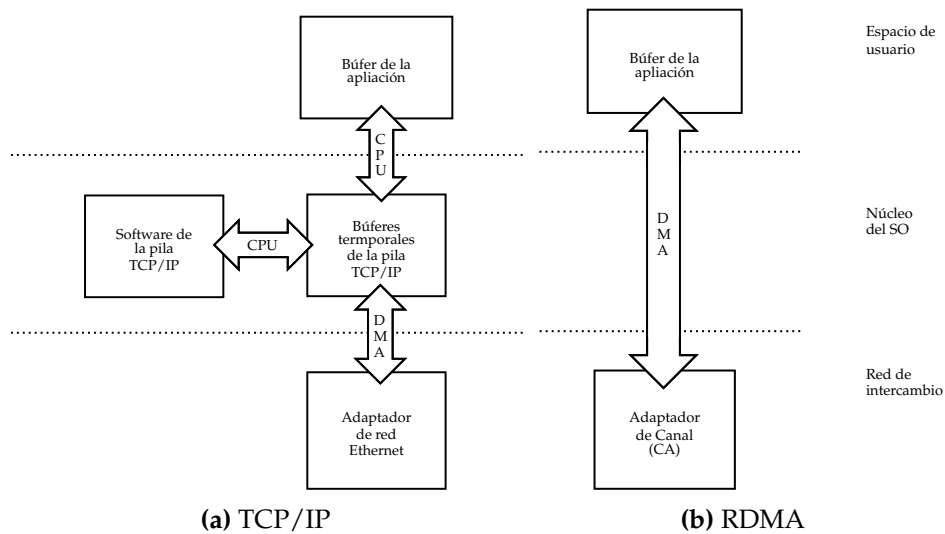 Búfer de la
apliación
Búfer de la
apliación
Espacio de
usuario
C
P
U
Software de
la pila
TCP/IP
CPU
Búferes
termporales
de la pila
TCP/IP
D
M
A
Núcleo
del SO
D
M
A
Adaptador
de red
Ethernet
Adaptador
de Canal
(CA)
Red de
intercambio
(a) TCP/IP
(b) RDMA